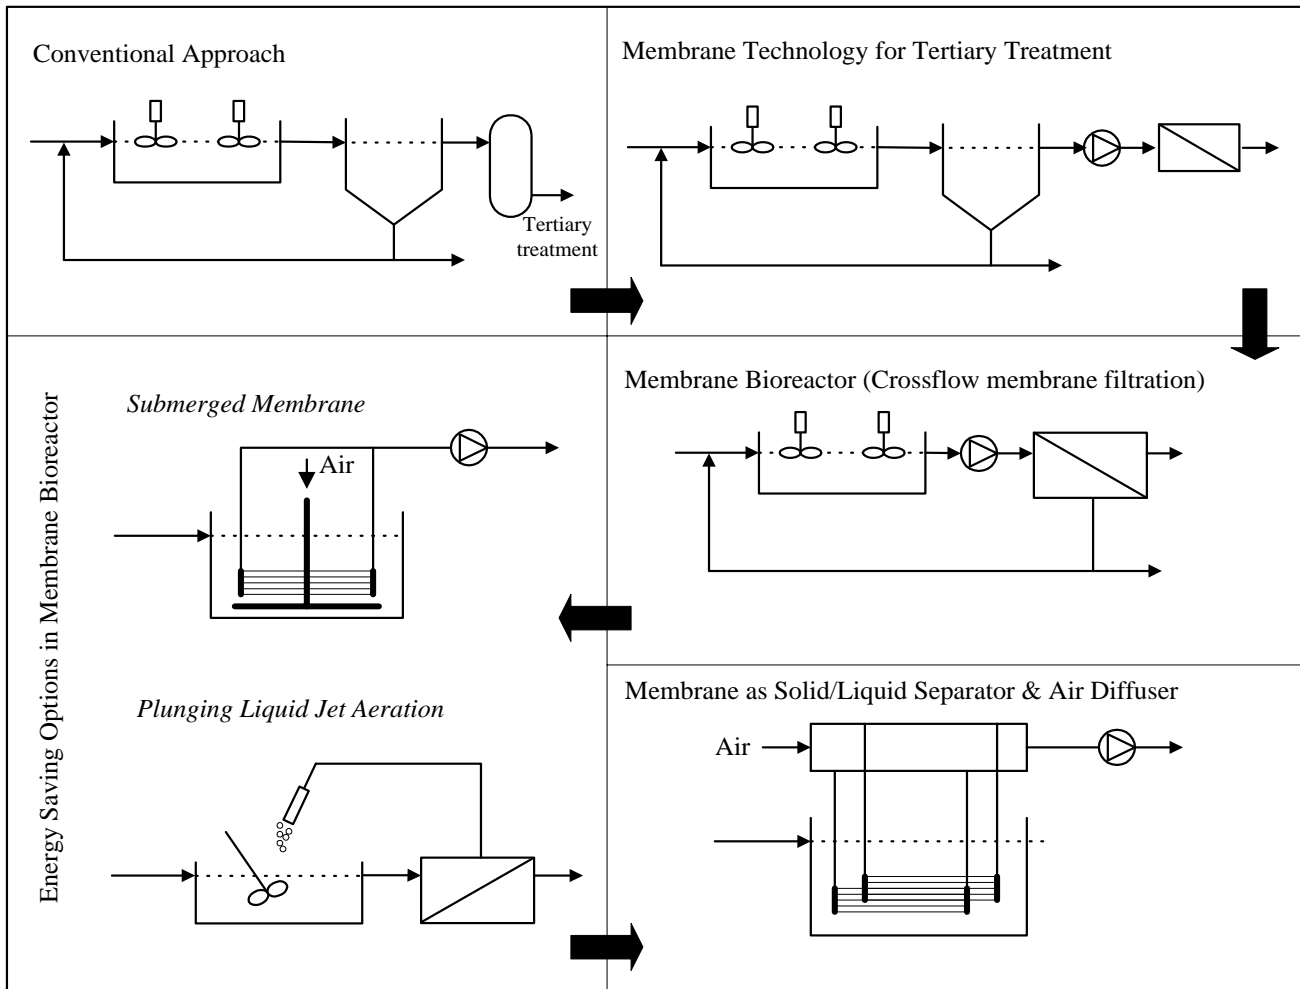 Conventional Approach
Tertiary
treatment
Membrane Technology for Tertiary Treatment
Membrane Bioreactor (Crossflow membrane filtration)
Energy Saving Options in Membrane Bioreactor
Submerged Membrane
Air
Plunging Liquid Jet Aeration
Membrane as Solid/Liquid Separator & Air Diffuser
Air